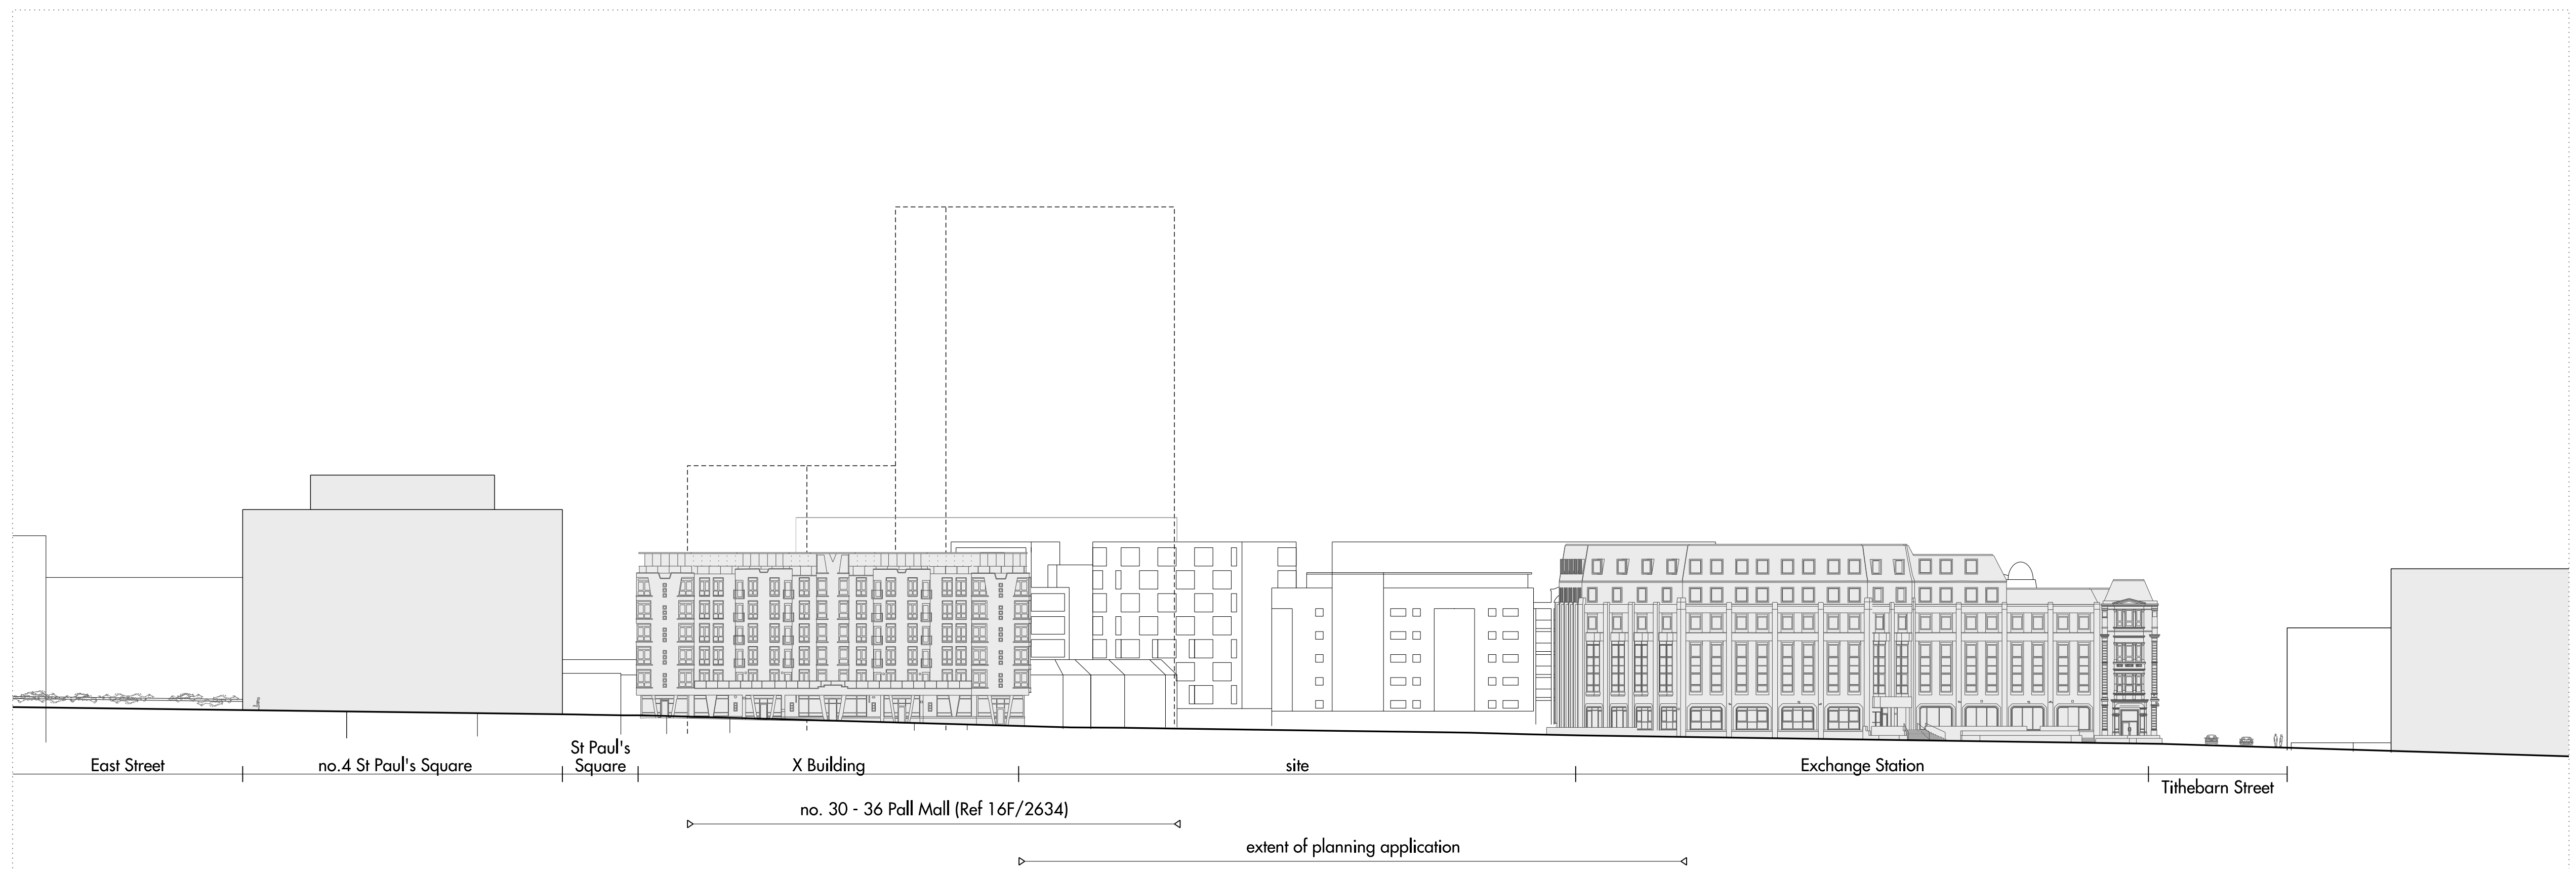 East Street
no.4 St Paul's Square
St Paul's
Square
X Building
site
Exchange Station
Tithebarn Street
no. 30 - 36 Pall Mall (Ref 16F/2634)
extent of planning application